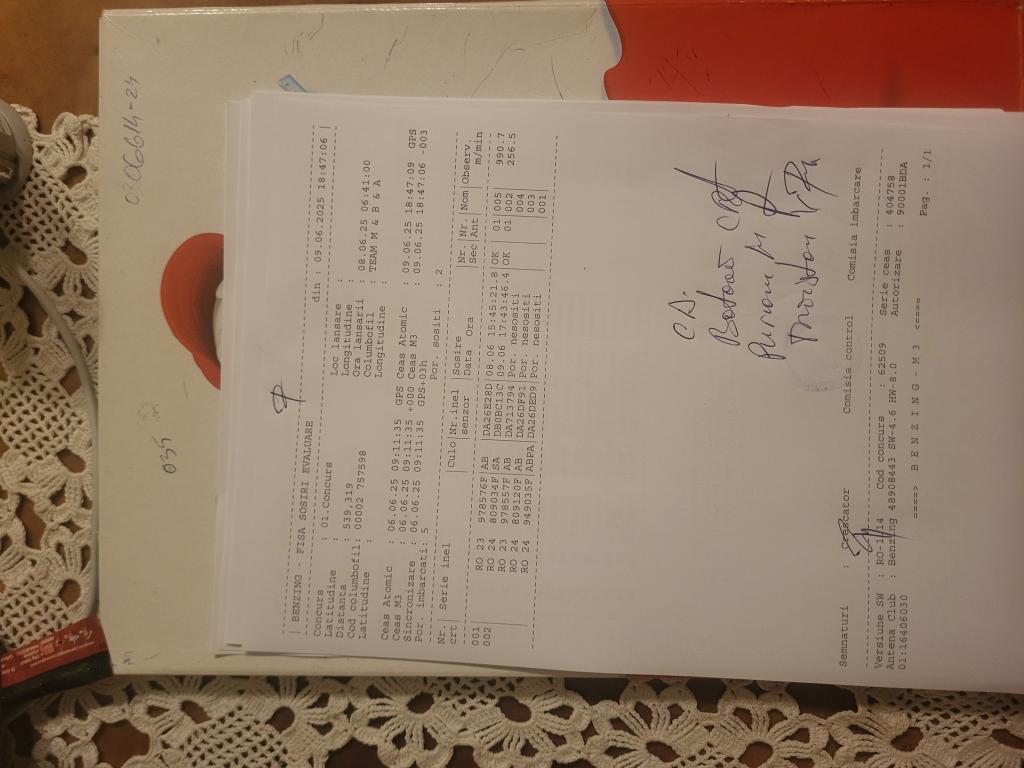 | BENZING - FISA SOSIRI EVALUARE din : 09.06.2025 18:47:06 |
Concurs : 01.Concurs Loc lansare :
Latitudine : Longitudine :
Distanta : 539,319 Ora lansarii : 08.06.25 06:41:00
Cod columbofil: 00002 757598 Columbofil : TEAM M & B & A
Latitudine : Longitudine :
Ceas Atomic : 06.06.25 09:11:35 GPS Ceas Atomic : 09.06.25 18:47:09 GPS
Ceas M3 : 06.06.25 09:11:35 +000 Ceas M3 : 09.06.25 18:47:06 -003
Sincronizare : 06.06.25 09:11:35 GPS+03h
Por. imbarcati: 5 Por. sositi : 2
Nr. | Serie inel |Culo|Nr.inel |Sosire |Nr. |Nr. |Nom|Observ.
crt | | |senzor |Data Ora |Sec|Ant| | m/min
001 RO 23 978576F|AB |DA26E28D|08.06 15:45:21.8|OK 01|005 990.7
002 RO 24 809034F|SA |DB0BC13C|09.06 17:43:46.4|OK 01|002 256.5
RO 23 978557F|AB |DA713794|Por. nesositi |004
RO 24 809120F|AB |DA26DF91|Por. nesositi |003
RO 24 949035F|ABPA|DA26DED9|Por. nesositi |001
Semnaturi : Crescator Comisia control Comisia imbarcare
Versiune SW : RO-1.14 Cod concurs : 62509 Serie ceas : 404758
Antena Club : Benzing 48908443 SW-4.6 HW-8.0 Autorizare : 90001BDA
01:16406030
====> B E N Z I N G - M 3 <==== Pag. : 1/1